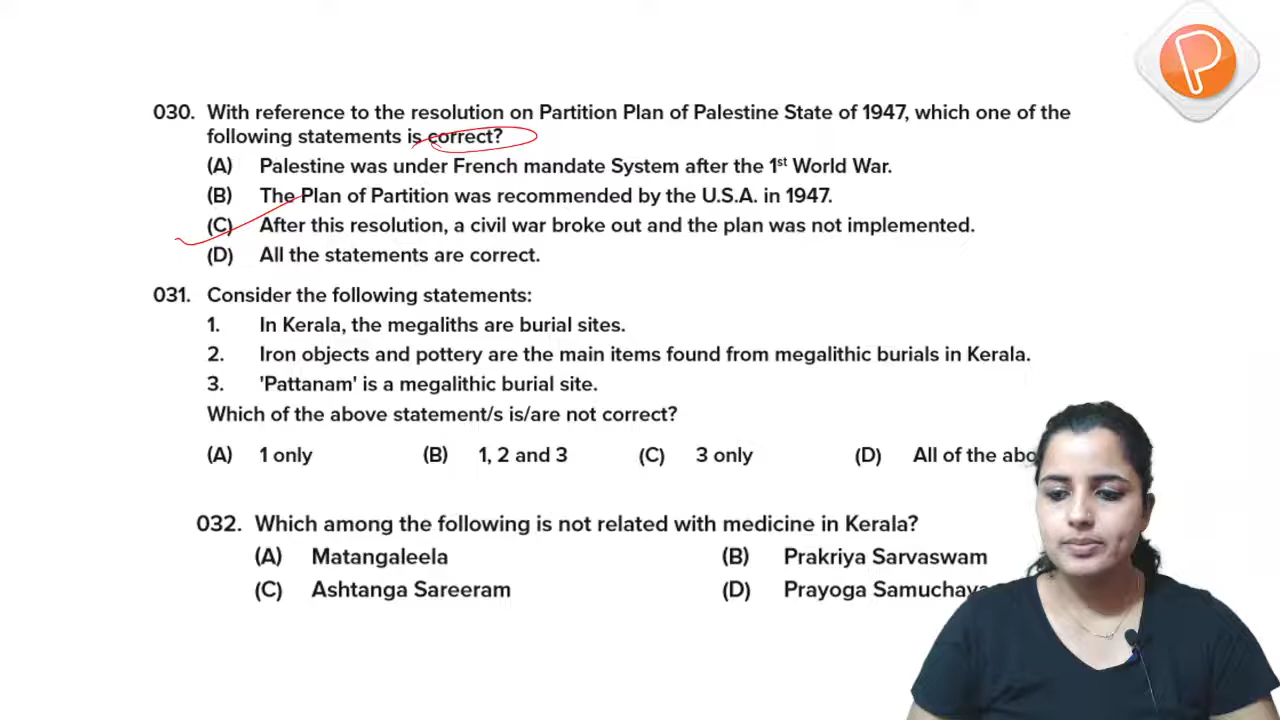 P
030. With reference to the resolution on Partition Plan of Palestine State of 1947, which one of the
following statements is correct?
(A) Palestine was under French mandate System after the 1st World War.
(B) The Plan of Partition was recommended by the U.S.A. in 1947.
(C) After this resolution, a civil war broke out and the plan was not implemented.
(D) All the statements are correct.
031. Consider the following statements:
1. In Kerala, the megaliths are burial sites.
2. Iron objects and pottery are the main items found from megalithic burials in Kerala.
3. 'Pattanam' is a megalithic burial site.
Which of the above statement/s is/are not correct?
(A) 1 only (B) 1, 2 and 3 (C) 3 only (D) All of the
032. Which among the following is not related with medicine in Kerala?
(A) Matangaleela (B) Prakriya Sarvaswam
(C) Ashtanga Sareeram (D) Prayoga